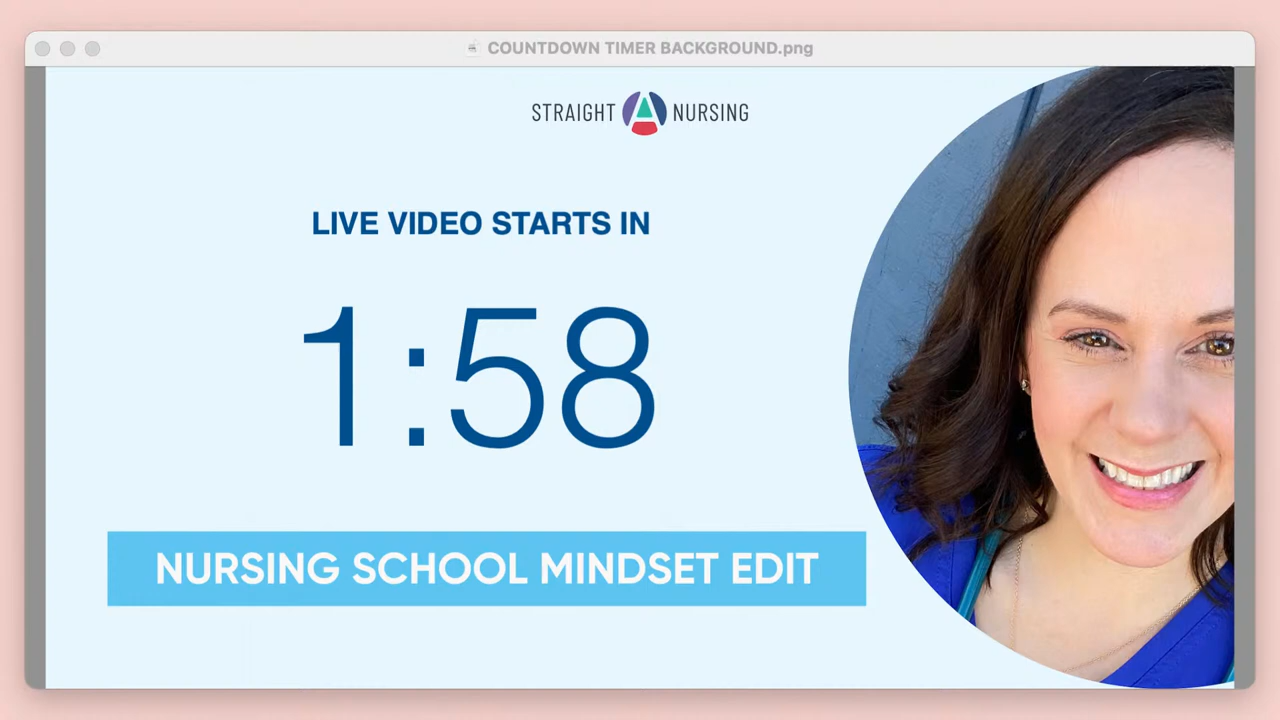 COUNTDOWN TIMER BACKGROUND.png
STRAIGHT A NURSING
LIVE VIDEO STARTS IN
1:58
NURSING SCHOOL MINDSET EDIT